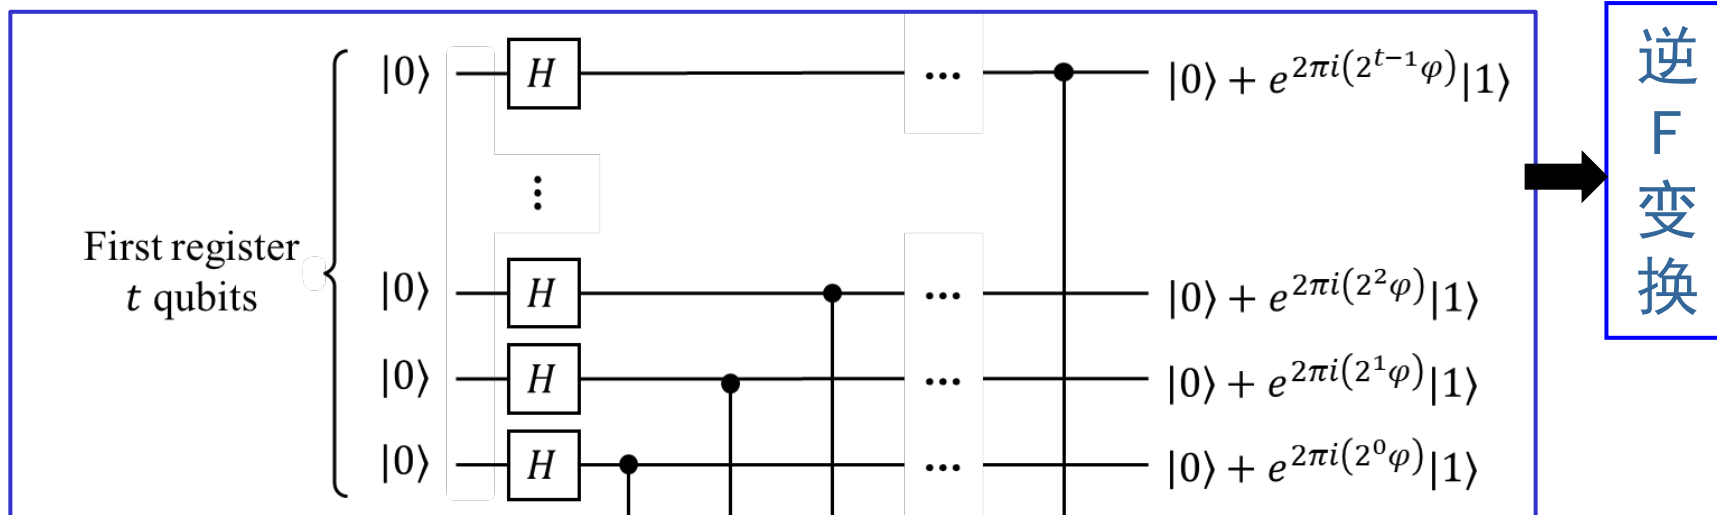 |0⟩ H ... |0⟩ + e^{2πi(2^{t−1}φ)}|1⟩
⋮
First register
t qubits
|0⟩ H ... |0⟩ + e^{2πi(2^2φ)}|1⟩
|0⟩ H ... |0⟩ + e^{2πi(2^1φ)}|1⟩
|0⟩ H ... |0⟩ + e^{2πi(2^0φ)}|1⟩
逆
F
变
换